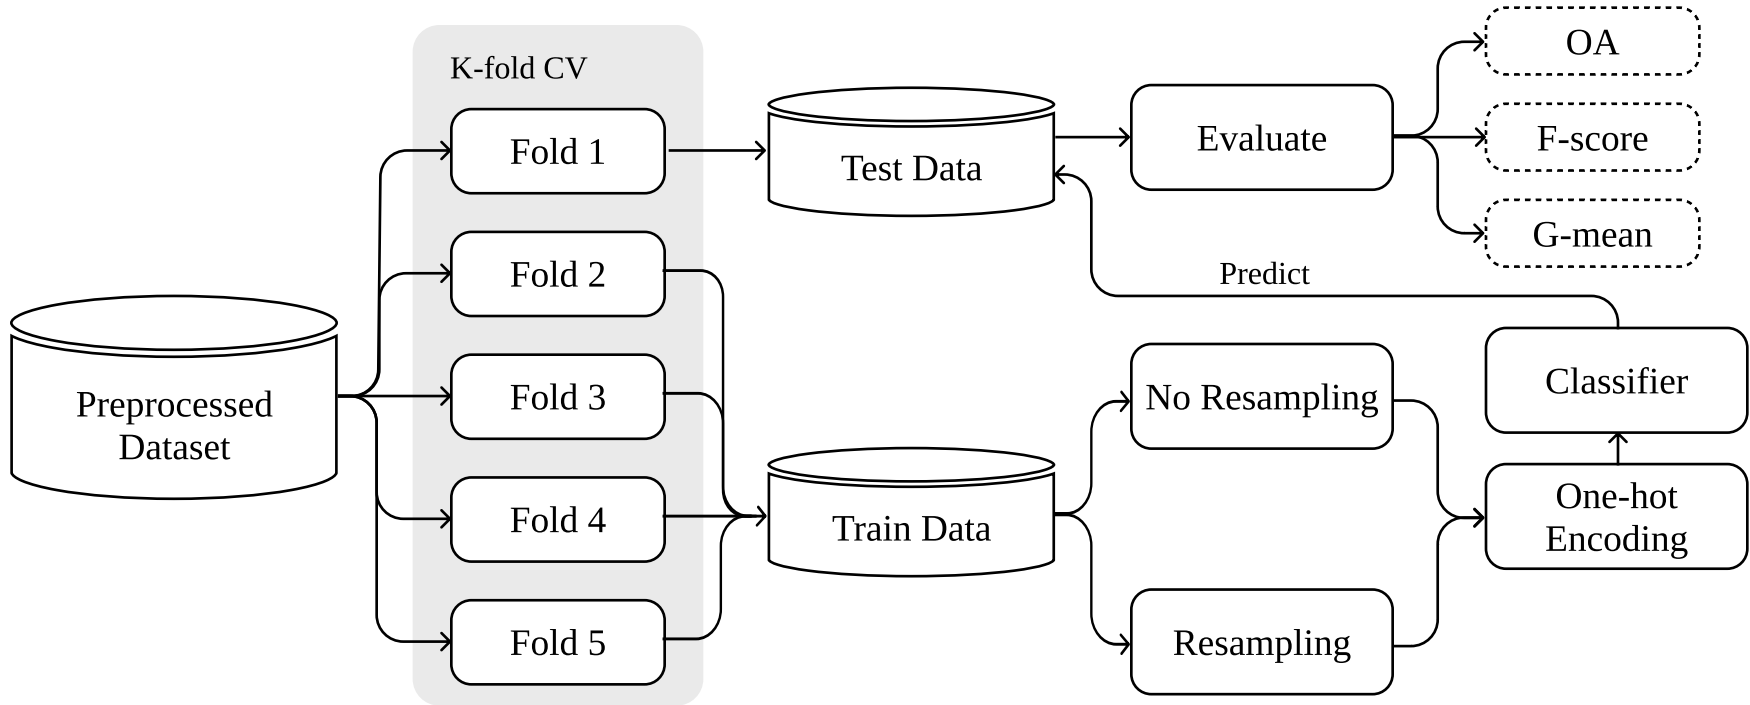 Preprocessed
Dataset
K-fold CV
Fold 1
Fold 2
Fold 3
Fold 4
Fold 5
Test Data
Train Data
Evaluate
OA
F-score
G-mean
Predict
No Resampling
Resampling
Classifier
One-hot
Encoding